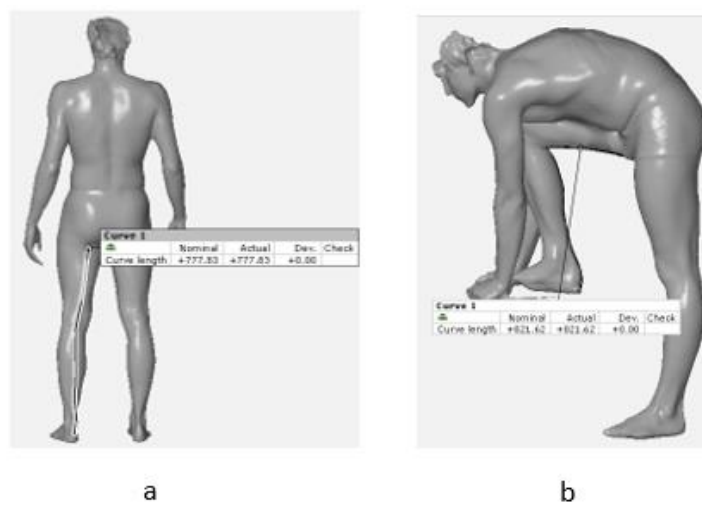 Curve 1
Nominal Actual Dev. Check
Curve length +777.83 +777.83 +0.00
Curve 1
Nominal Actual Dev. Check
Curve length +821.62 +821.62 +0.00
a
b